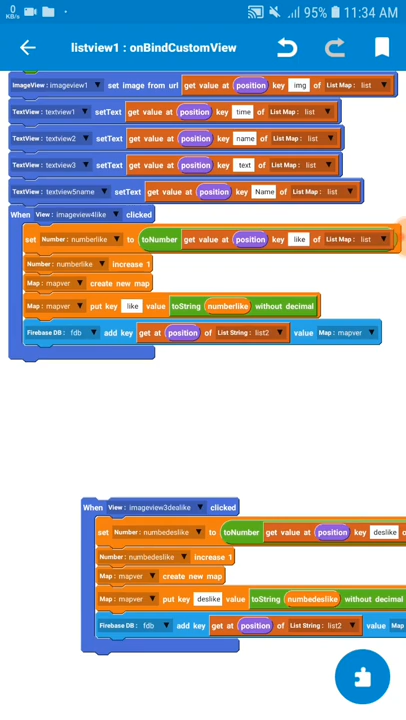 0 KB/s 95% 11:34 AM
listview1 : onBindCustomView
ImageView : imageview1 set image from url get value at position key img of List Map : list
TextView : textview1 setText get value at position key time of List Map : list
TextView : textview2 setText get value at position key name of List Map : list
TextView : textview3 setText get value at position key text of List Map : list
TextView : textview5name setText get value at position key Name of List Map : list
When View : imageview4like clicked
set Number : numberlike to toNumber get value at position key like of List Map : list
Number : numberlike increase 1
Map : mapver create new map
Map : mapver put key like value toString numberlike without decimal
Firebase DB : fdb add key get at position of List String : list2 value Map : mapver
When View : imageview3dealike clicked
set Number : numbedeslike to toNumber get value at position key deslike o
Number : numbedeslike increase 1
Map : mapver create new map
Map : mapver put key deslike value toString numbedeslike without decimal
Firebase DB : fdb add key get at position of List String : list2 value Map